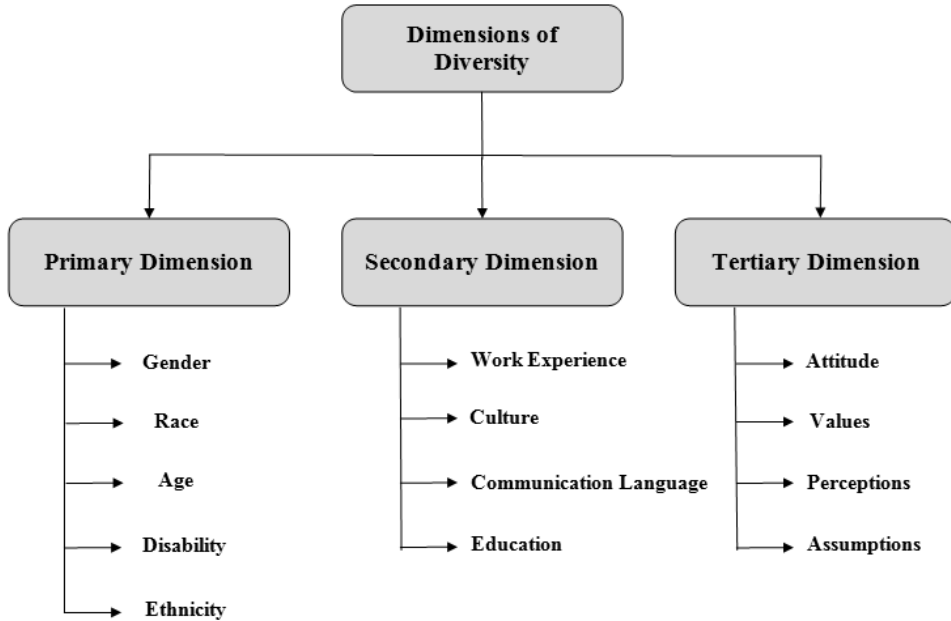 Dimensions of
Diversity
Primary Dimension
Secondary Dimension
Tertiary Dimension
Gender
Race
Age
Disability
Ethnicity
Work Experience
Culture
Communication Language
Education
Attitude
Values
Perceptions
Assumptions